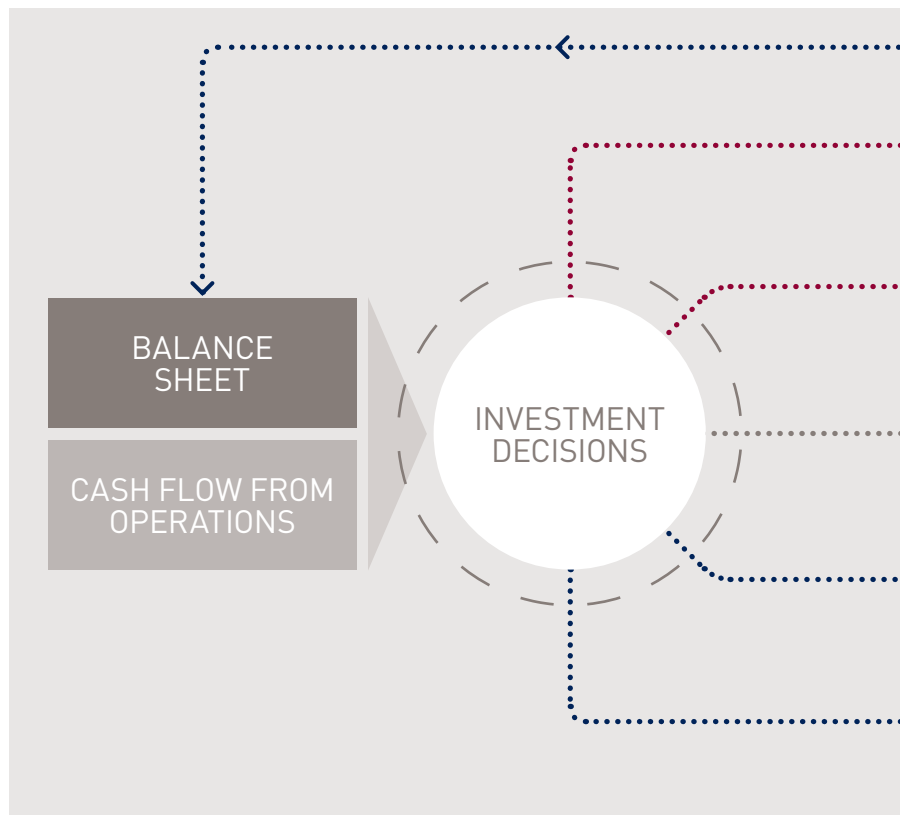 BALANCE
SHEET
CASH FLOW FROM
OPERATIONS
INVESTMENT
DECISIONS